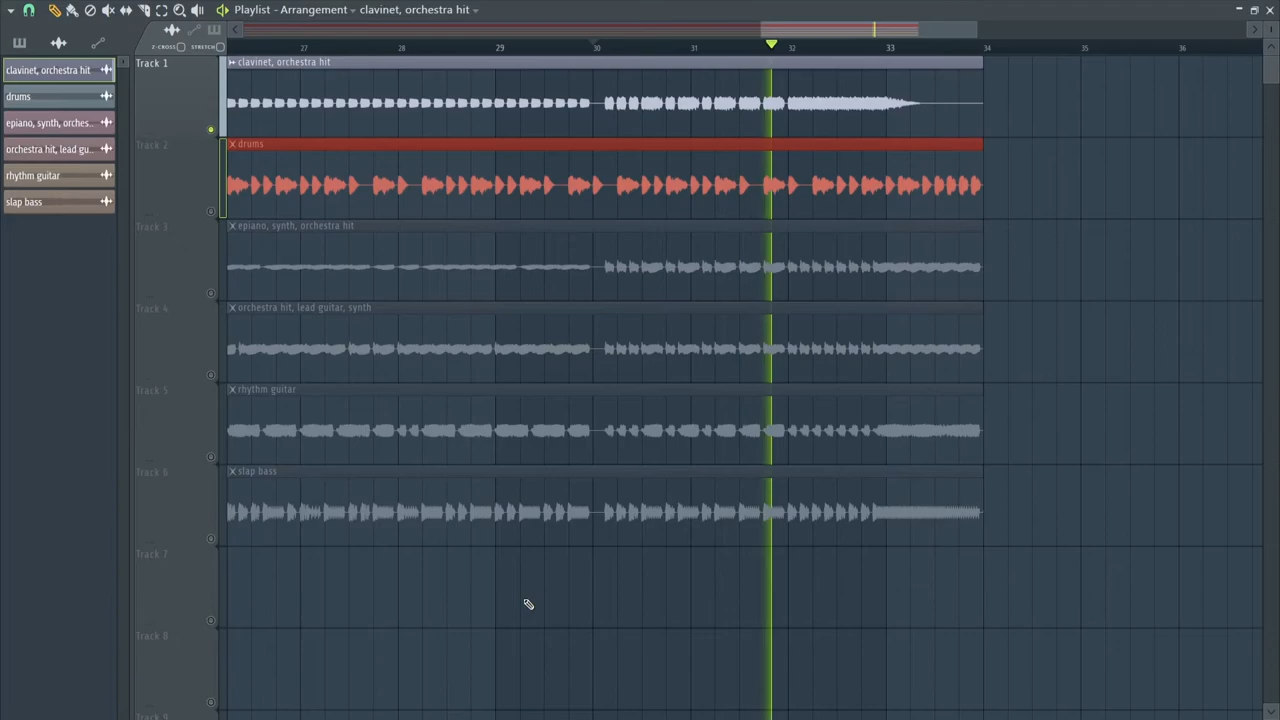 Playlist - Arrangement ▸ clavinet, orchestra hit ▾
Z-CROSS STRETCH
27 28 29 30 31 32 33 34 35 36
clavinet, orchestra hit
drums
epiano, synth, orches..
orchestra hit, lead gu..
rhythm guitar
slap bass
Track 1
clavinet, orchestra hit
Track 2
drums
Track 3
epiano, synth, orchestra hit
Track 4
orchestra hit, lead guitar, synth
Track 5
rhythm guitar
Track 6
slap bass
Track 7
Track 8
Track 9